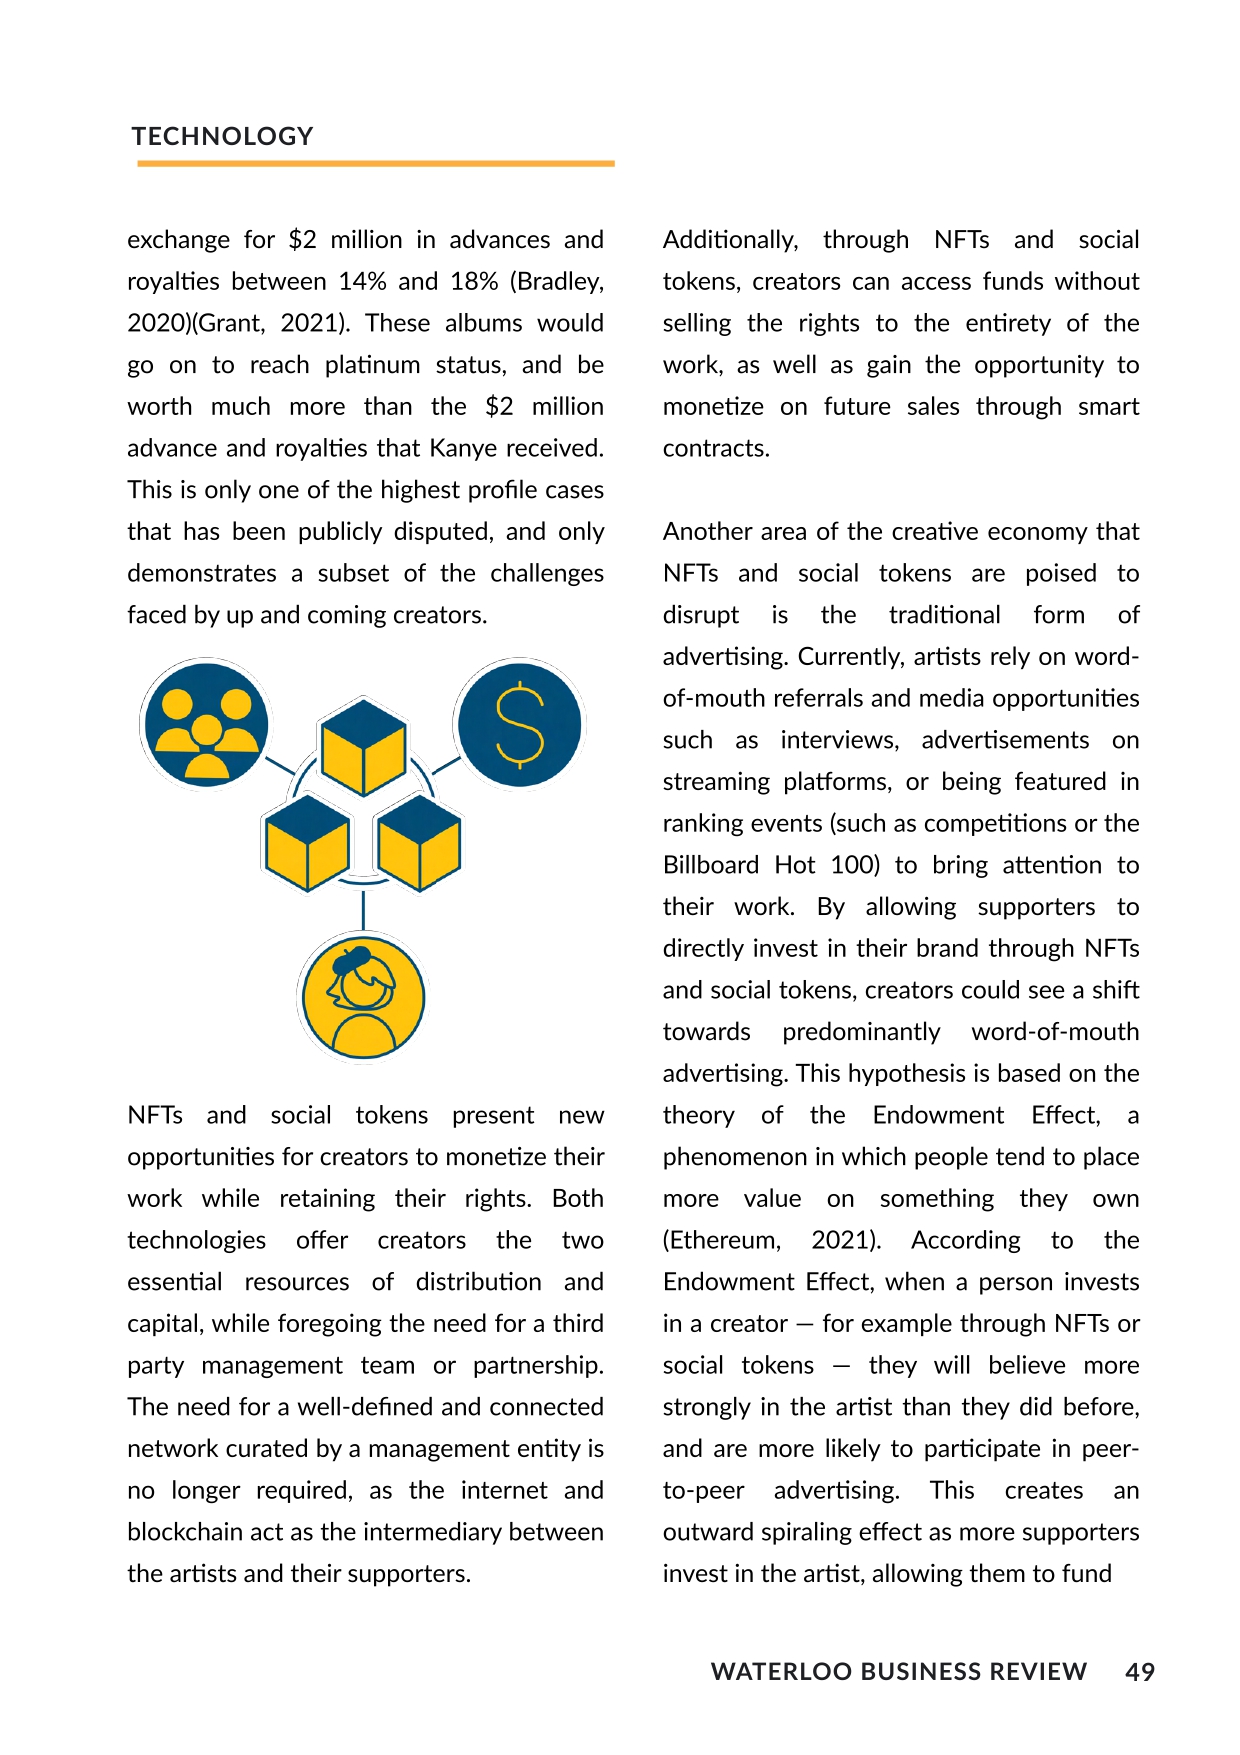 TECHNOLOGY
exchange for $2 million in advances and
royalties between 14% and 18% (Bradley,
2020)(Grant, 2021). These albums would
go on to reach platinum status, and be
worth much more than the $2 million
advance and royalties that Kanye received.
This is only one of the highest profile cases
that has been publicly disputed, and only
demonstrates a subset of the challenges
faced by up and coming creators.
NFTs and social tokens present new
opportunities for creators to monetize their
work while retaining their rights. Both
technologies offer creators the two
essential resources of distribution and
capital, while foregoing the need for a third
party management team or partnership.
The need for a well-defined and connected
network curated by a management entity is
no longer required, as the internet and
blockchain act as the intermediary between
the artists and their supporters.
Additionally, through NFTs and social
tokens, creators can access funds without
selling the rights to the entirety of the
work, as well as gain the opportunity to
monetize on future sales through smart
contracts.
Another area of the creative economy that
NFTs and social tokens are poised to
disrupt is the traditional form of
advertising. Currently, artists rely on word-
of-mouth referrals and media opportunities
such as interviews, advertisements on
streaming platforms, or being featured in
ranking events (such as competitions or the
Billboard Hot 100) to bring attention to
their work. By allowing supporters to
directly invest in their brand through NFTs
and social tokens, creators could see a shift
towards predominantly word-of-mouth
advertising. This hypothesis is based on the
theory of the Endowment Effect, a
phenomenon in which people tend to place
more value on something they own
(Ethereum, 2021). According to the
Endowment Effect, when a person invests
in a creator — for example through NFTs or
social tokens — they will believe more
strongly in the artist than they did before,
and are more likely to participate in peer-
to-peer advertising. This creates an
outward spiraling effect as more supporters
invest in the artist, allowing them to fund
WATERLOO BUSINESS REVIEW 49